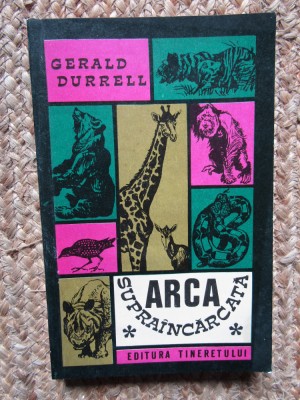 GERALD
DURRELL
ARCA
SUPRAÎNCĂRCATĂ
EDITURA TINERETULUI